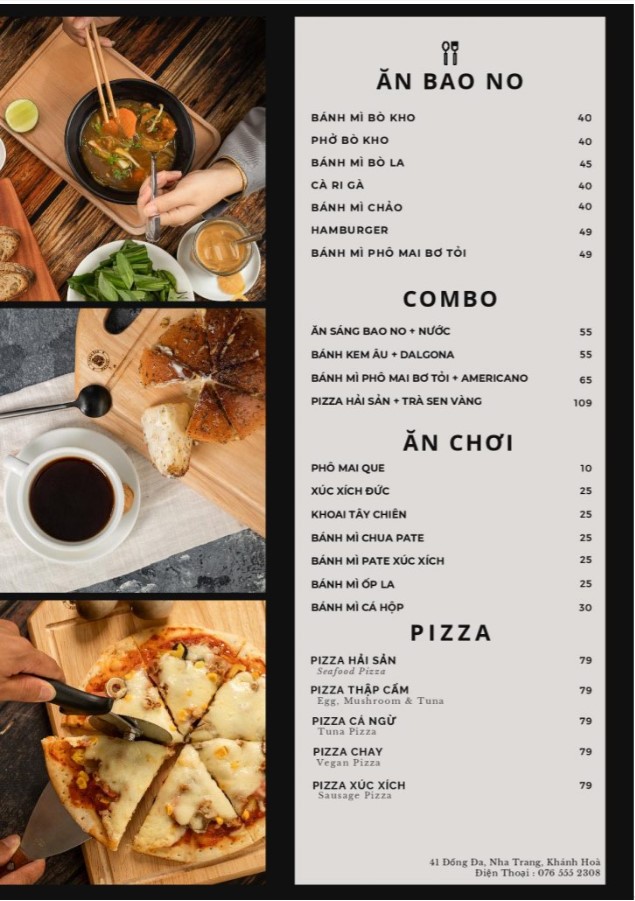 ĂN BAO NO
BÁNH MÌ BÒ KHO 40
PHỞ BÒ KHO 40
BÁNH MÌ BÒ LA 45
CÀ RI GÀ 40
BÁNH MÌ CHẢO 40
HAMBURGER 49
BÁNH MÌ PHÔ MAI BƠ TỎI 49
COMBO
ĂN SÁNG BAO NO + NƯỚC 55
BÁNH KEM ÂU + DALGONA 55
BÁNH MÌ PHÔ MAI BƠ TỎI + AMERICANO 65
PIZZA HẢI SẢN + TRÀ SEN VÀNG 109
ĂN CHƠI
PHÔ MAI QUE 10
XÚC XÍCH ĐỨC 25
KHOAI TÂY CHIÊN 25
BÁNH MÌ CHUA PATE 25
BÁNH MÌ PATE XÚC XÍCH 25
BÁNH MÌ ỐP LA 25
BÁNH MÌ CÁ HỘP 30
PIZZA
PIZZA HẢI SẢN 79
Seafood Pizza
PIZZA THẬP CẨM 79
Egg, Mushroom & Tuna
PIZZA CÁ NGỪ 79
Tuna Pizza
PIZZA CHAY 79
Vegan Pizza
PIZZA XÚC XÍCH 79
Sausage Pizza
41 Đống Đa, Nha Trang, Khánh Hoà
Điện Thoại : 076 555 2308